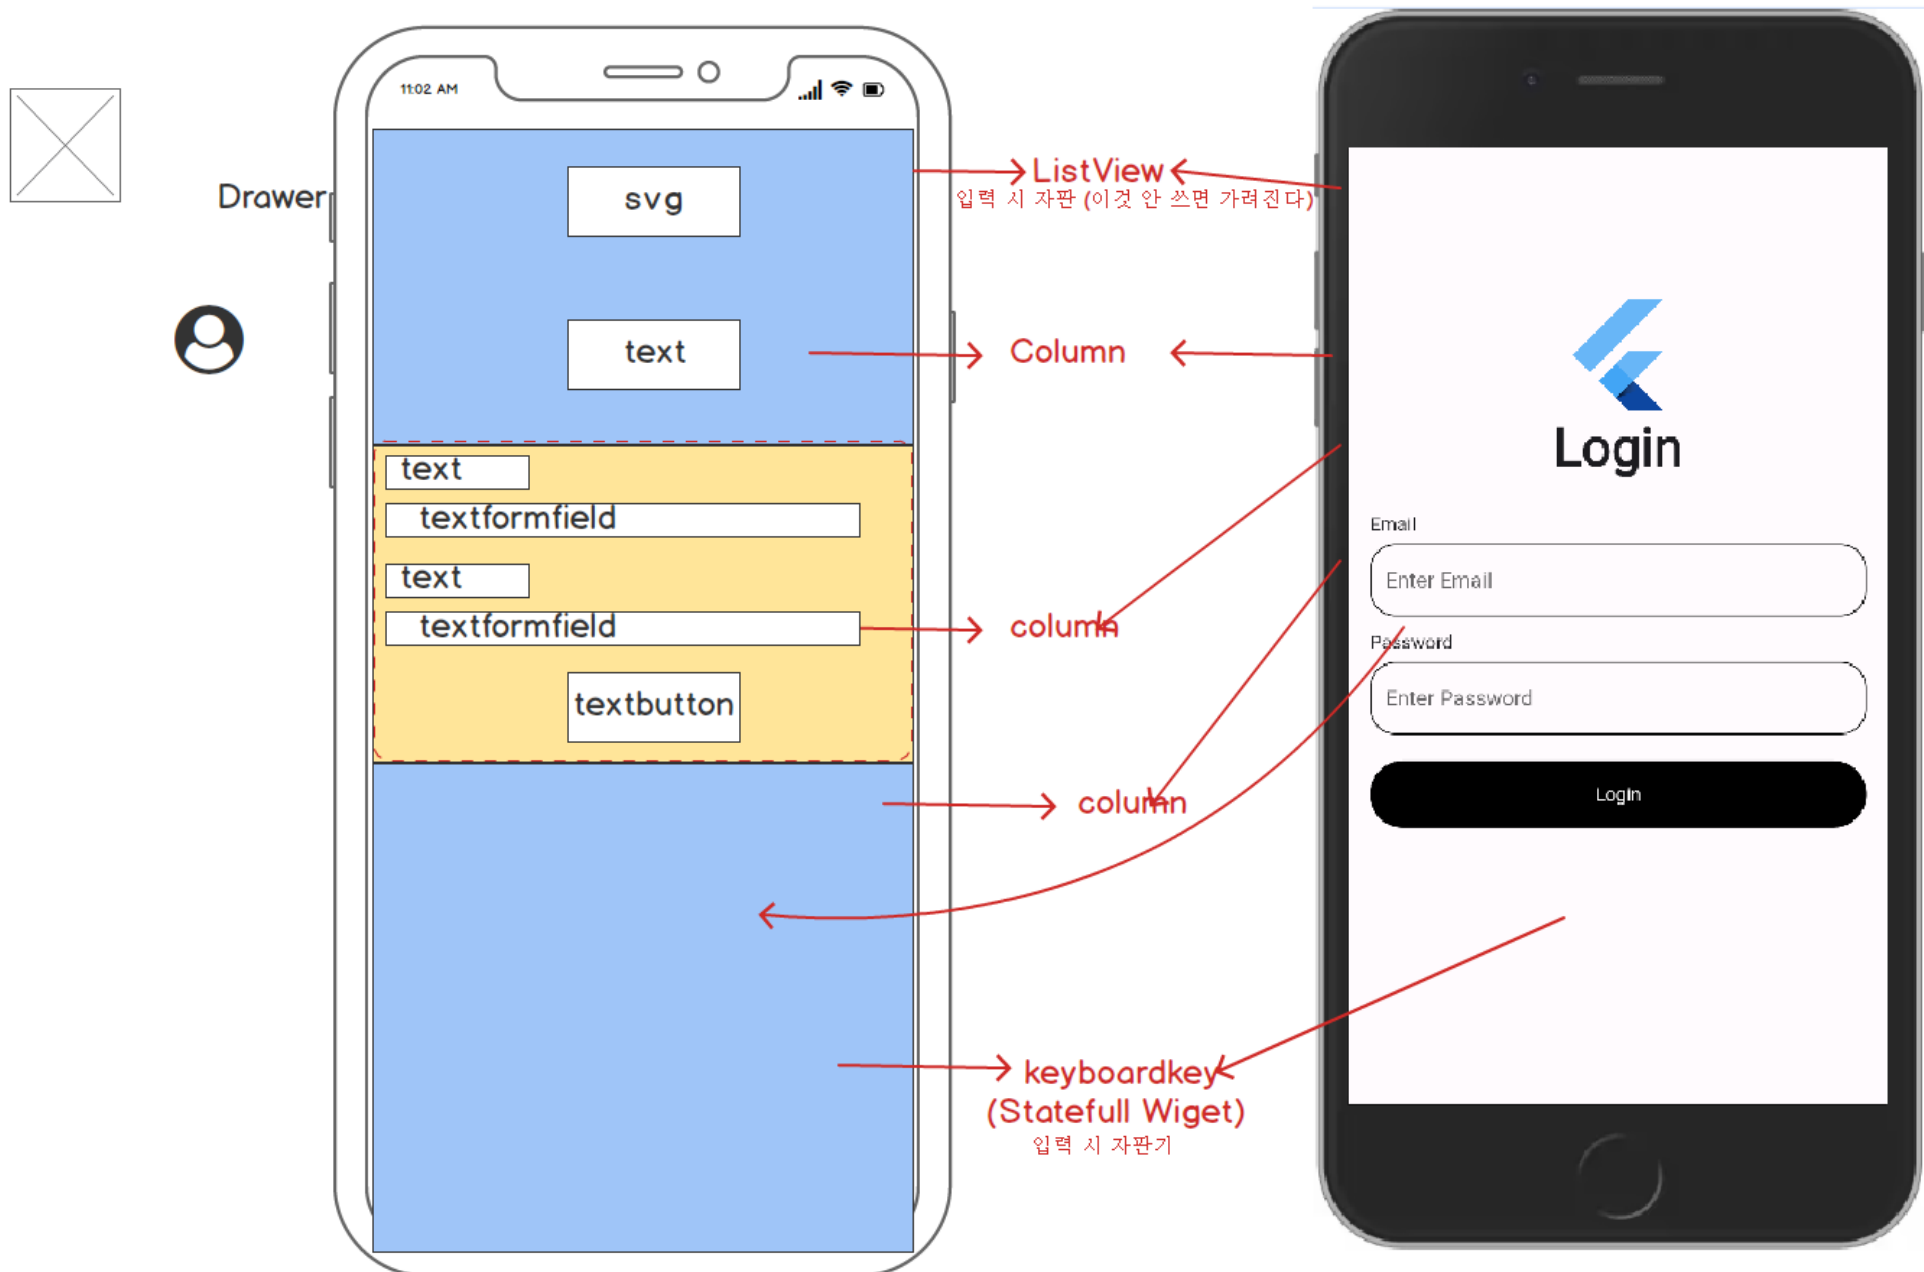 11:02 AM
Drawer
svg
text
text
textformfield
text
textformfield
textbutton
ListView
입력 시 자판 (이것 안 쓰면 가려진다)
Column
column
column
keyboardkey
(Statefull Wiget)
입력 시 자판기
Login
Email
Enter Email
Password
Enter Password
Login